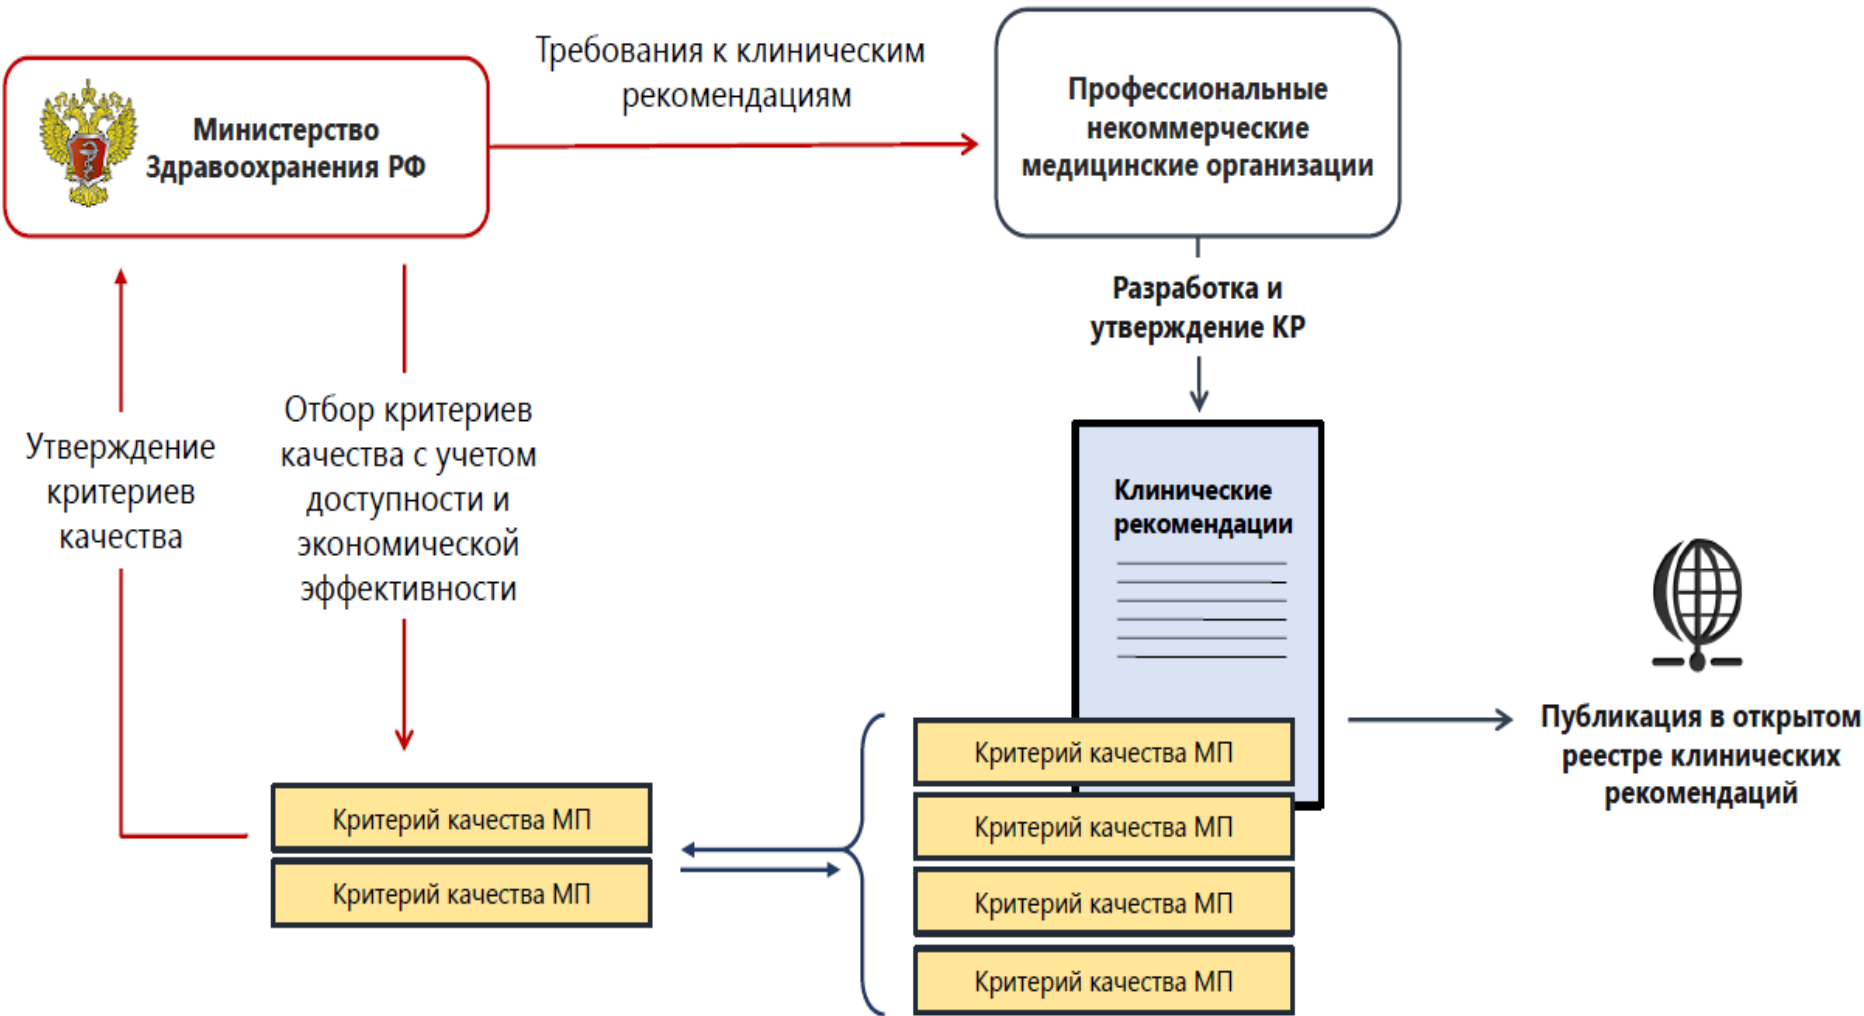 Министерство
Здравоохранения РФ
Требования к клиническим
рекомендациям
Профессиональные
некоммерческие
медицинские организации
Разработка и
утверждение КР
Утверждение
критериев
качества
Отбор критериев
качества с учетом
доступности и
экономической
эффективности
Клинические
рекомендации
Публикация в открытом
реестре клинических
рекомендаций
Критерий качества МП
Критерий качества МП
Критерий качества МП
Критерий качества МП
Критерий качества МП
Критерий качества МП